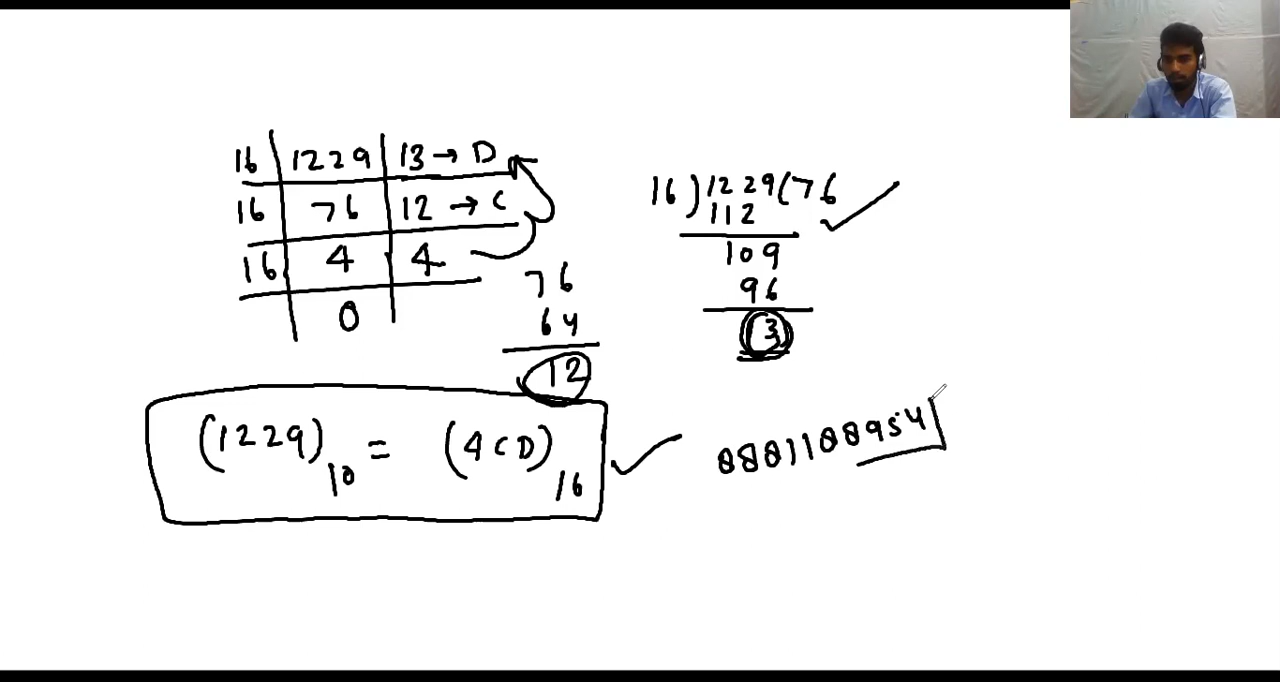 16 1229 13 → D
16 76 12 → C
16 4 4
0
76
64
12
16)1229(76
112
109
96
13
(1229)10 = (4CD)16
8881188954